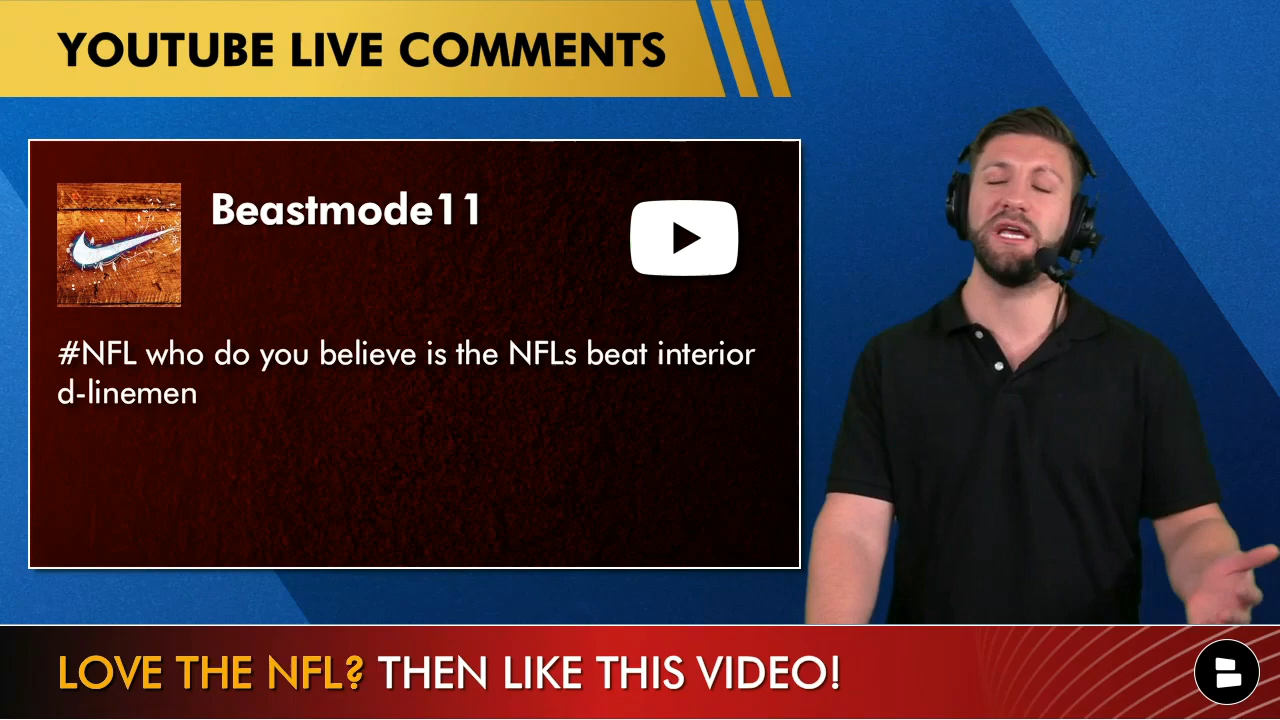 YOUTUBE LIVE COMMENTS
Beastmode11
#NFL who do you believe is the NFLs beat interior
d-linemen
LOVE THE NFL? THEN LIKE THIS VIDEO!